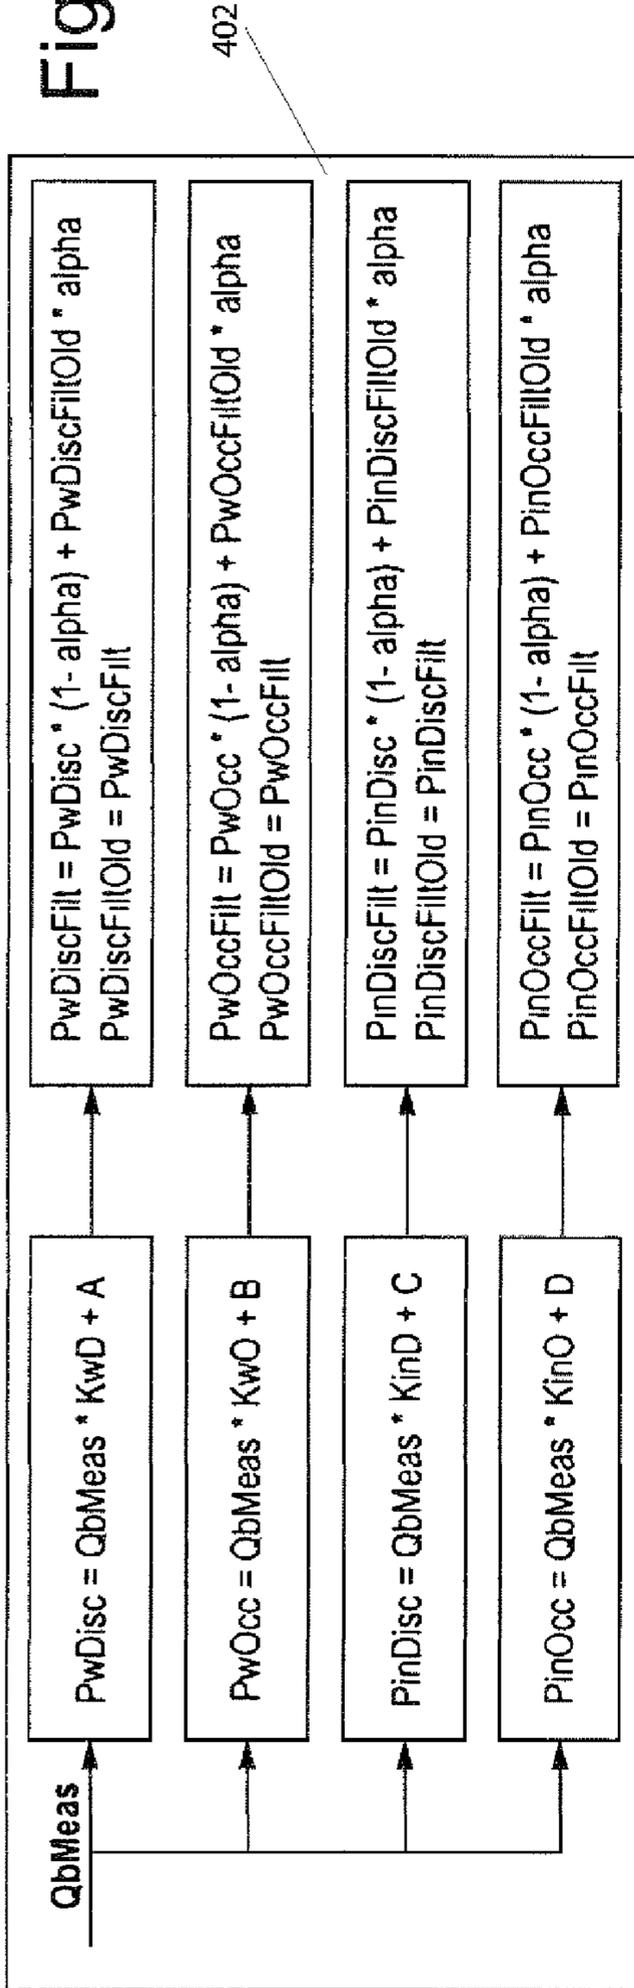 Fig
402
QbMeas
PwDisc = QbMeas * KwD + A
PwDiscFilt = PwDisc * (1- alpha) + PwDiscFiltOld * alpha
PwDiscFiltOld = PwDiscFilt
PwOcc = QbMeas * KwO + B
PwOccFilt = PwOcc * (1- alpha) + PwOccFiltOld * alpha
PwOccFiltOld = PwOccFilt
PinDisc = QbMeas * KinD + C
PinDiscFilt = PinDisc * (1- alpha) + PinDiscFiltOld * alpha
PinDiscFiltOld = PinDiscFilt
PinOcc = QbMeas * KinO + D
PinOccFilt = PinOcc * (1- alpha) + PinOccFiltOld * alpha
PinOccFiltOld = PinOccFilt